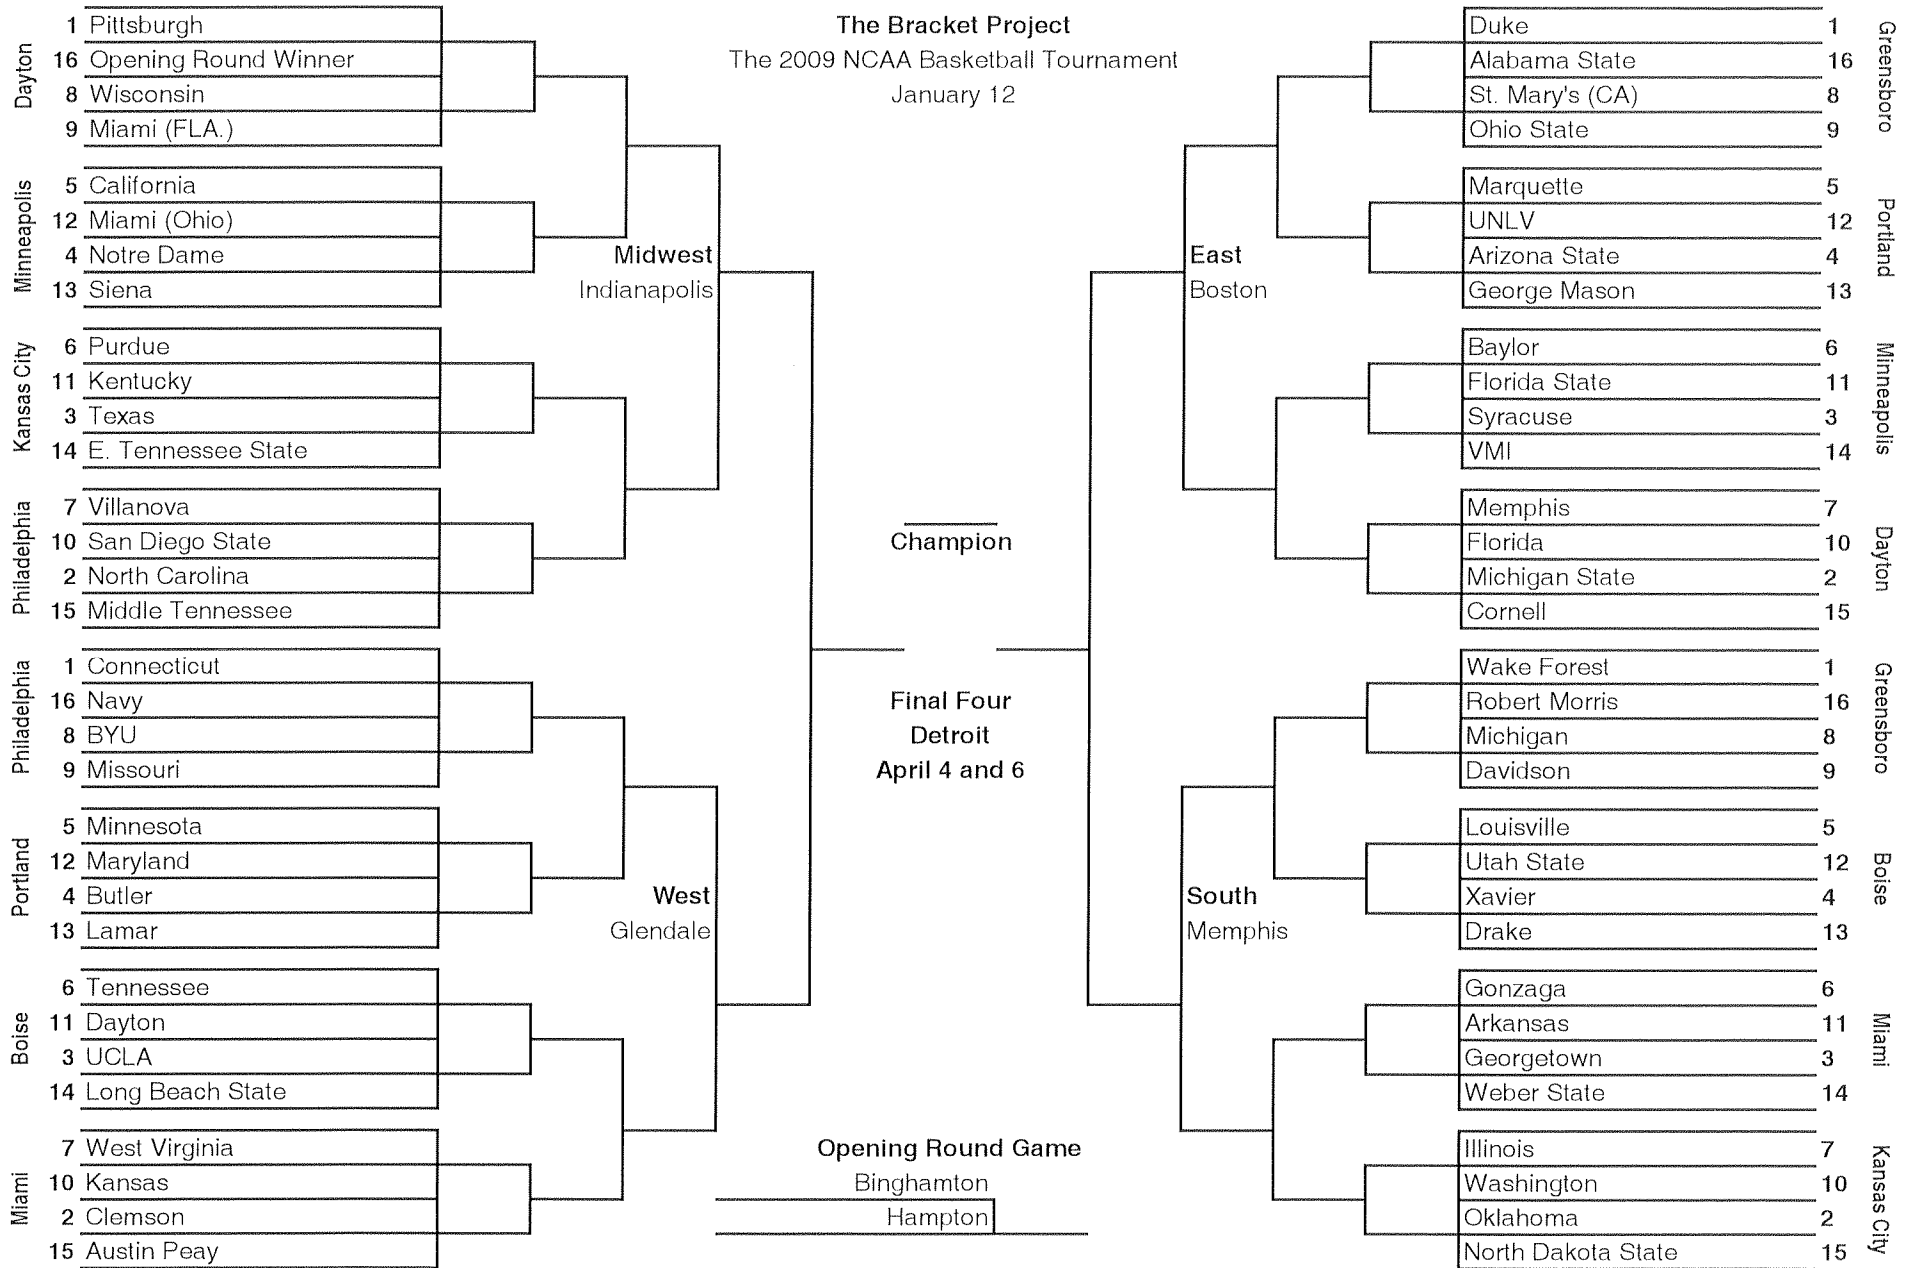 The Bracket Project
The 2009 NCAA Basketball Tournament
January 12
Dayton
1 Pittsburgh
16 Opening Round Winner
8 Wisconsin
9 Miami (FLA.)
Minneapolis
5 California
12 Miami (Ohio)
4 Notre Dame
13 Siena
Midwest
Indianapolis
Kansas City
6 Purdue
11 Kentucky
3 Texas
14 E. Tennessee State
Philadelphia
7 Villanova
10 San Diego State
2 North Carolina
15 Middle Tennessee
Philadelphia
1 Connecticut
16 Navy
8 BYU
9 Missouri
Portland
5 Minnesota
12 Maryland
4 Butler
13 Lamar
West
Glendale
Boise
6 Tennessee
11 Dayton
3 UCLA
14 Long Beach State
Miami
7 West Virginia
10 Kansas
2 Clemson
15 Austin Peay
Champion
Final Four
Detroit
April 4 and 6
Opening Round Game
Binghamton
Hampton
Duke 1
Alabama State 16
St. Mary's (CA) 8
Ohio State 9
Greensboro
Marquette 5
UNLV 12
Arizona State 4
George Mason 13
Portland
East
Boston
Baylor 6
Florida State 11
Syracuse 3
VMI 14
Minneapolis
Memphis 7
Florida 10
Michigan State 2
Cornell 15
Dayton
Wake Forest 1
Robert Morris 16
Michigan 8
Davidson 9
Greensboro
Louisville 5
Utah State 12
Xavier 4
Drake 13
Boise
South
Memphis
Gonzaga 6
Arkansas 11
Georgetown 3
Weber State 14
Miami
Illinois 7
Washington 10
Oklahoma 2
North Dakota State 15
Kansas City